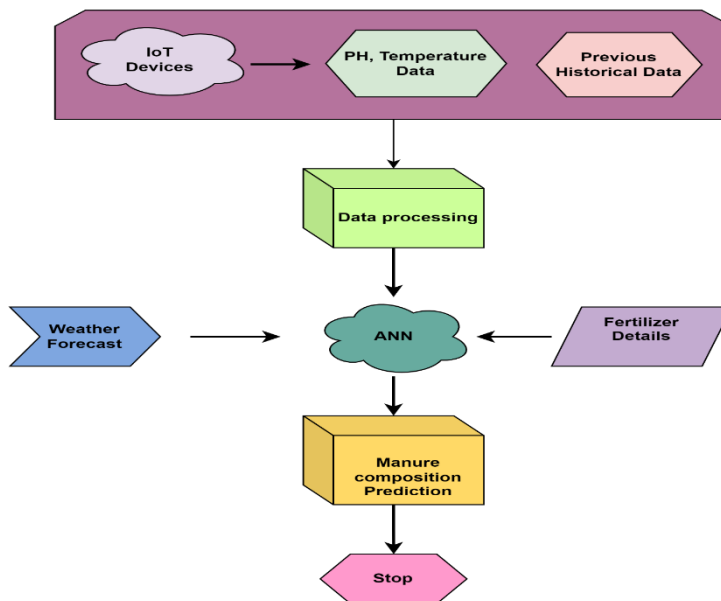 IoT
Devices
PH, Temperature
Data
Previous
Historical Data
Data processing
Weather
Forecast
ANN
Fertilizer
Details
Manure
composition
Prediction
Stop